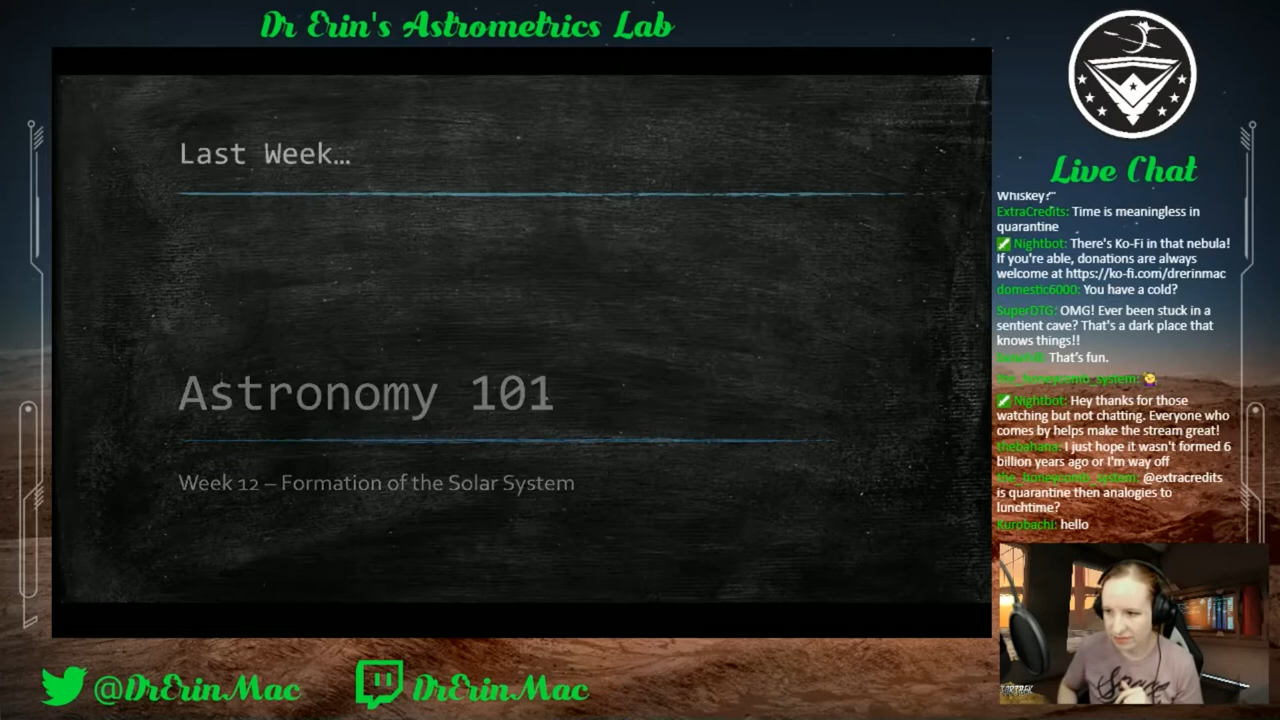 Dr Erin's Astrometrics Lab
Last Week…
Astronomy 101
Week 12 – Formation of the Solar System
Live Chat
Whiskey?"
ExtraCredits: Time is meaningless in
quarantine
Nightbot: There's Ko-Fi in that nebula!
If you're able, donations are always
welcome at https://ko-fi.com/drerinmac
domestic6000: You have a cold?
SuperDTG: OMG! Ever been stuck in a
sentient cave? That's a dark place that
knows things!!
That's fun.
the_honeycomb_system:
Nightbot: Hey thanks for those
watching but not chatting. Everyone who
comes by helps make the stream great!
thebahana: I just hope it wasn't formed 6
billion years ago or I'm way off
the_honeycomb_system: @extracredits
is quarantine then analogies to
lunchtime?
Kurobachi: hello
@DrErinMac
DrErinMac